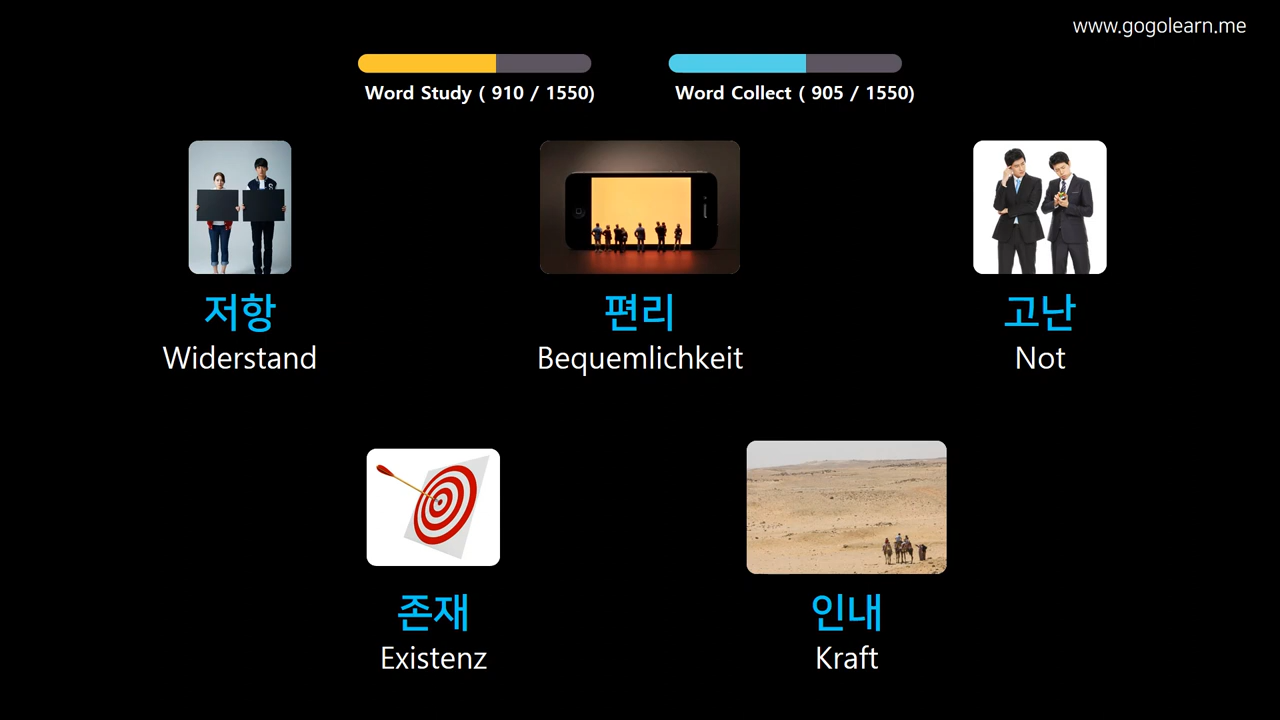 www.gogolearn.me
Word Study ( 910 / 1550)
Word Collect ( 905 / 1550)
저항
Widerstand
편리
Bequemlichkeit
고난
Not
존재
Existenz
인내
Kraft